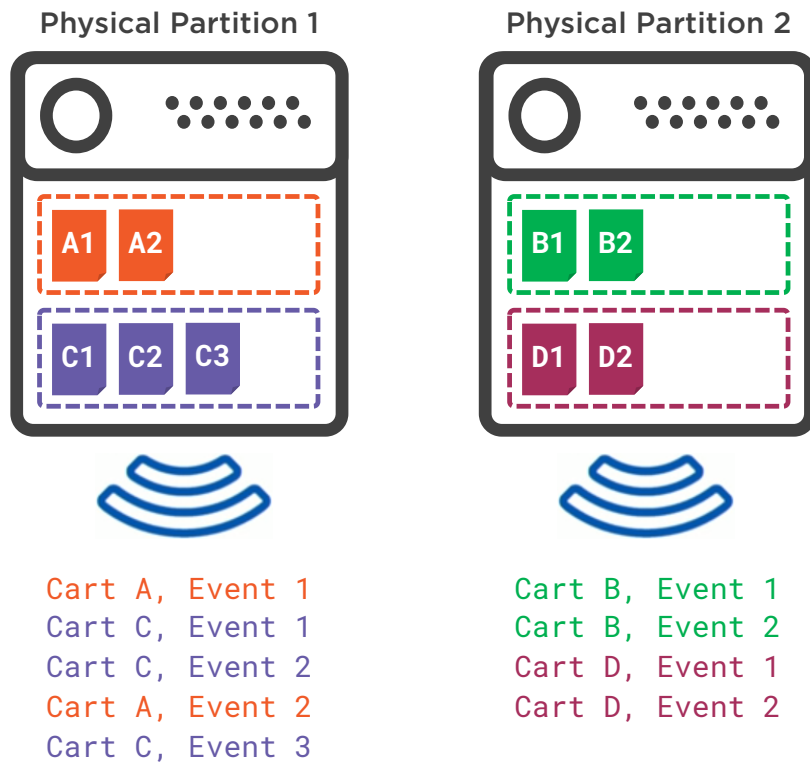 Physical Partition 1
A1 A2
C1 C2 C3
Cart A, Event 1
Cart C, Event 1
Cart C, Event 2
Cart A, Event 2
Cart C, Event 3
Physical Partition 2
B1 B2
D1 D2
Cart B, Event 1
Cart B, Event 2
Cart D, Event 1
Cart D, Event 2